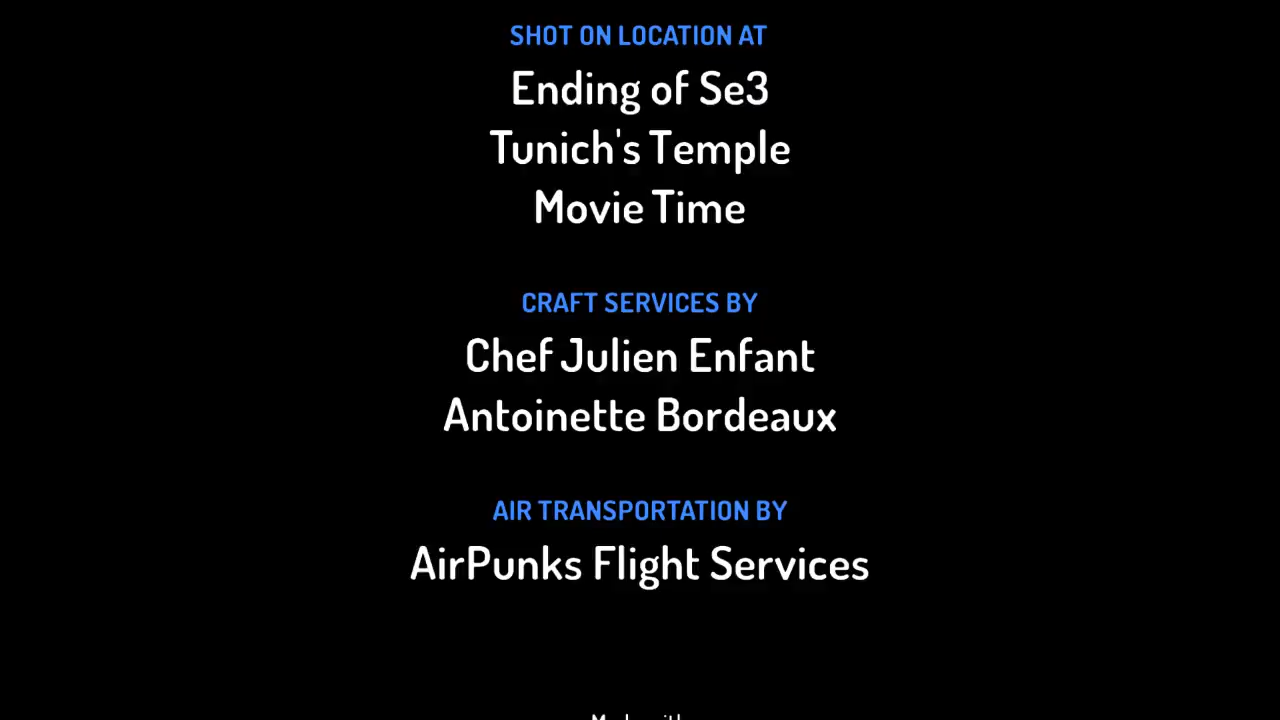 SHOT ON LOCATION AT
Ending of Se3
Tunich's Temple
Movie Time
CRAFT SERVICES BY
Chef Julien Enfant
Antoinette Bordeaux
AIR TRANSPORTATION BY
AirPunks Flight Services